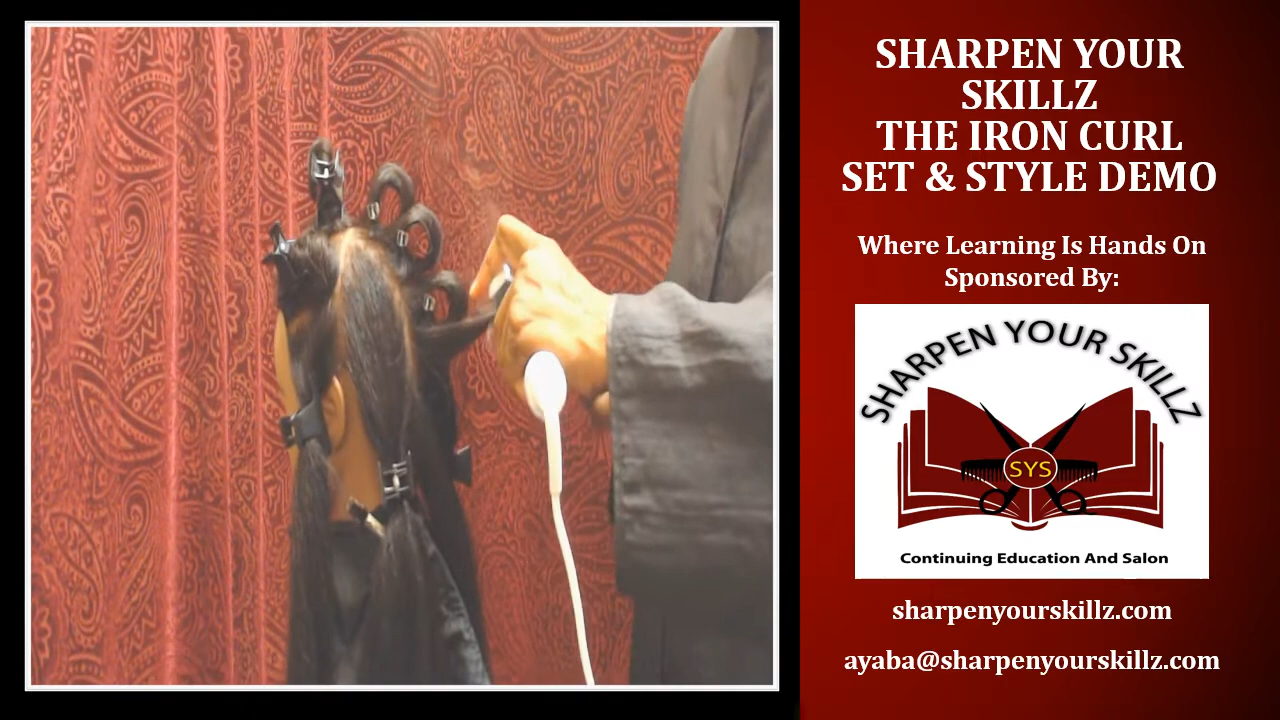 SHARPEN YOUR
SKILLZ
THE IRON CURL
SET & STYLE DEMO
Where Learning Is Hands On
Sponsored By:
SHARPEN YOUR SKILLZ
SYS
Continuing Education And Salon
sharpenyourskillz.com
ayaba@sharpenyourskillz.com